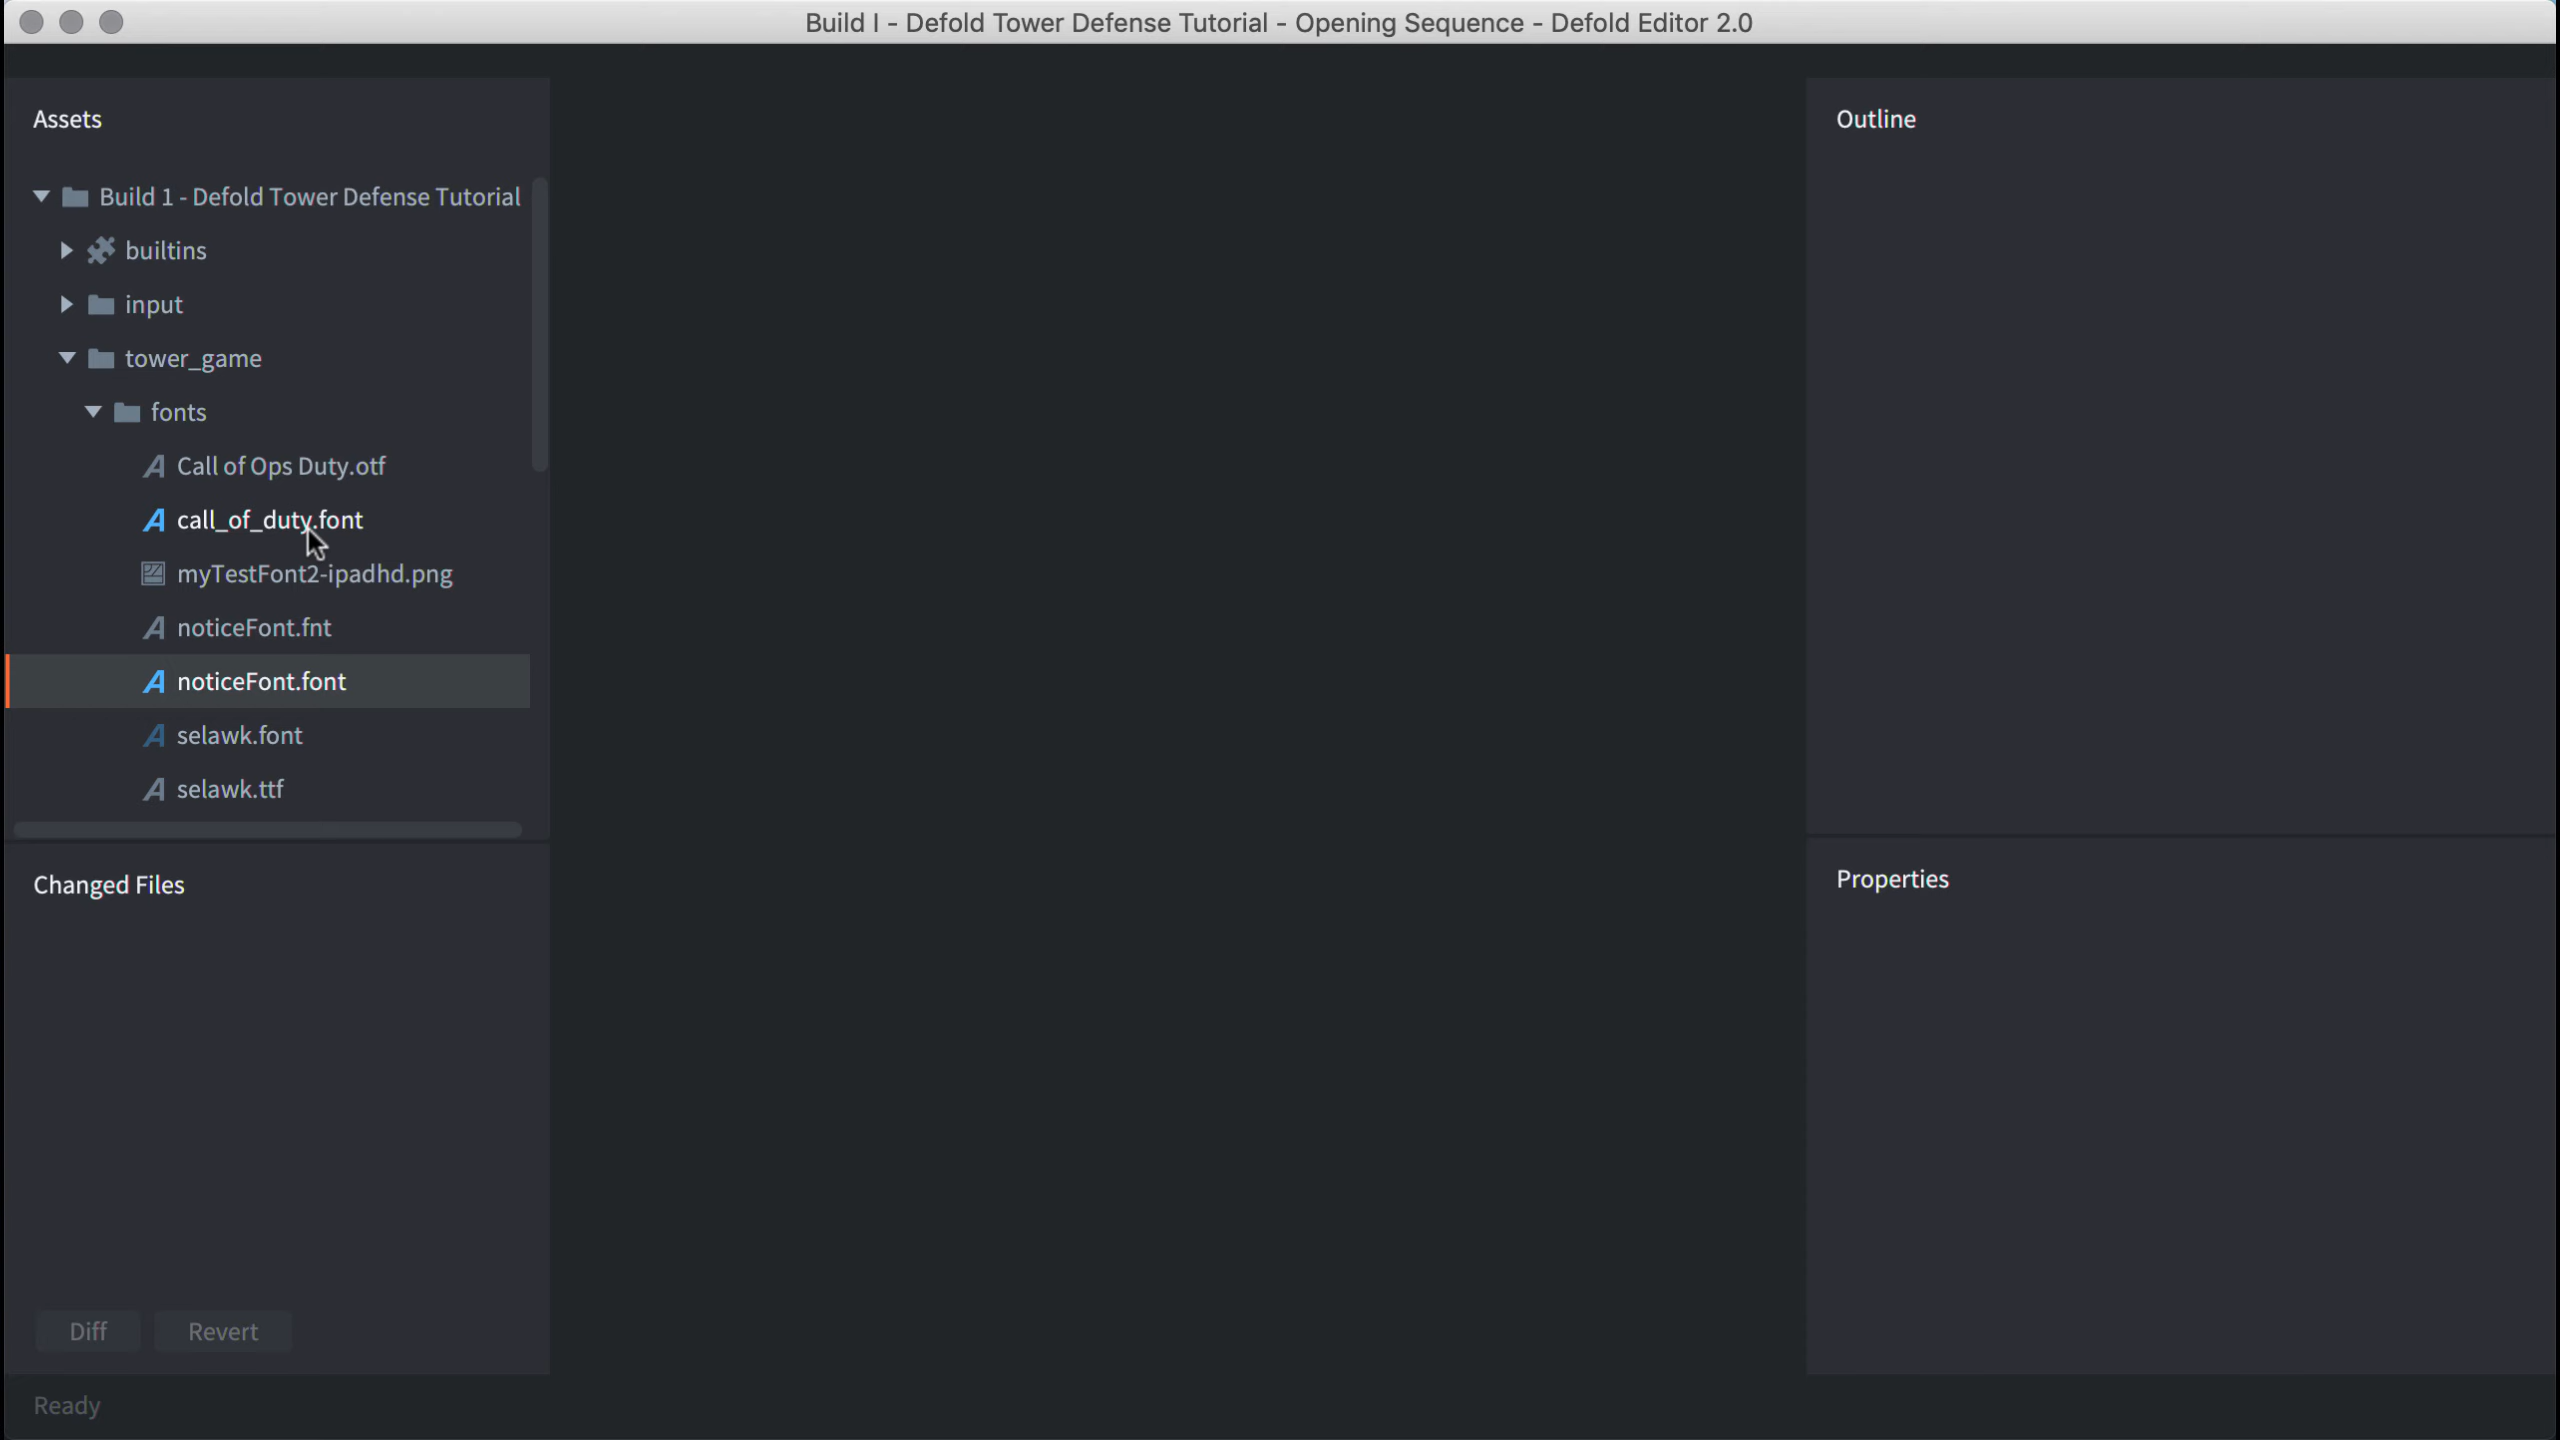 Build I - Defold Tower Defense Tutorial - Opening Sequence - Defold Editor 2.0
Assets
Build 1 - Defold Tower Defense Tutorial
builtins
input
tower_game
fonts
Call of Ops Duty.otf
call_of_duty.font
myTestFont2-ipadhd.png
noticeFont.fnt
noticeFont.font
selawk.font
selawk.ttf
Changed Files
Diff
Revert
Ready
Outline
Properties